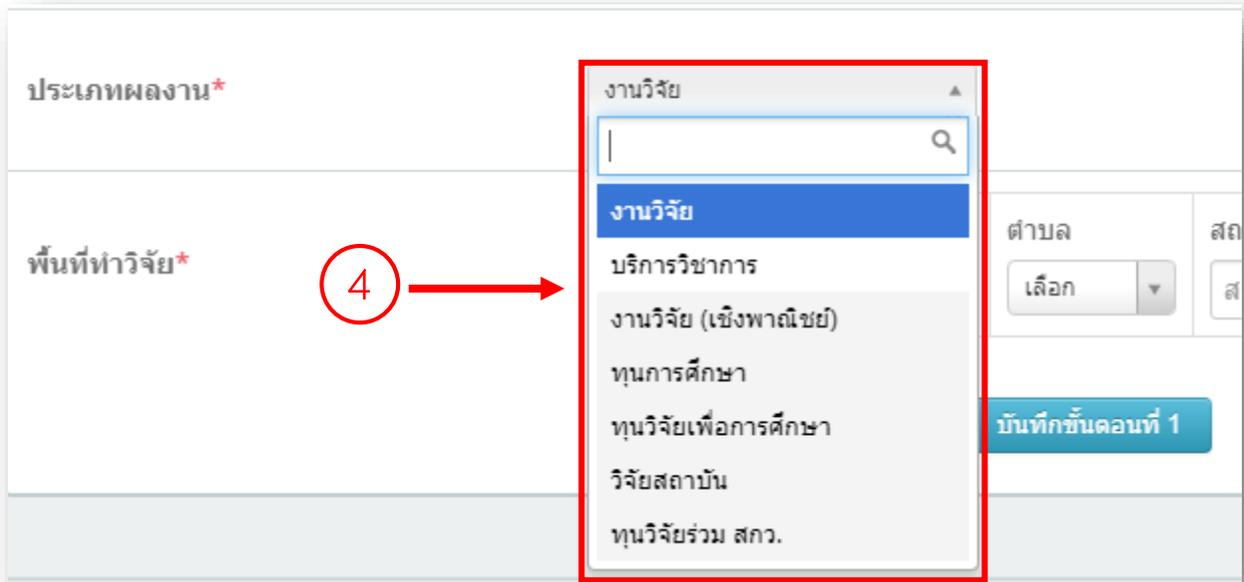 ประเภทผลงาน*
งานวิจัย
งานวิจัย
บริการวิชาการ
งานวิจัย (เชิงพาณิชย์)
ทุนการศึกษา
ทุนวิจัยเพื่อการศึกษา
วิจัยสถาบัน
ทุนวิจัยร่วม สกว.
พื้นที่ทำวิจัย*
4
ตำบล
เลือก
บันทึกขั้นตอนที่ 1